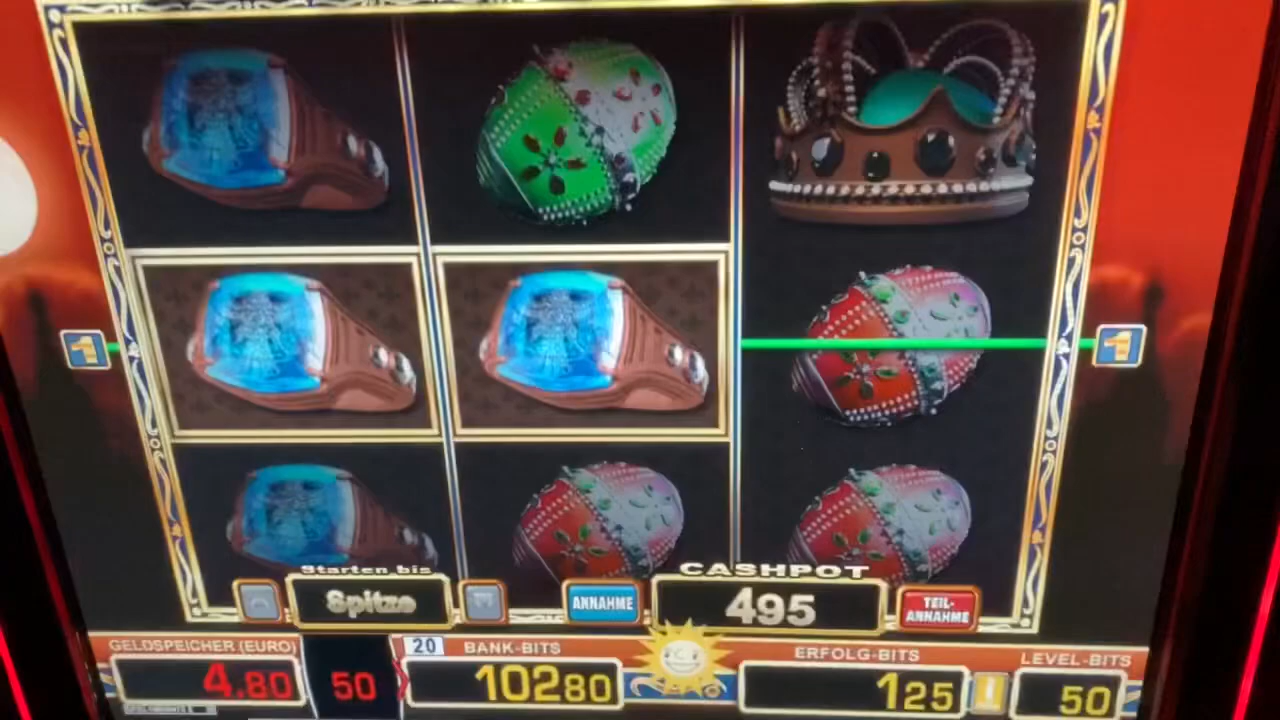 1
1
Starten bis
CASHPOT
Spitze
ANNAHME
495
TEIL-
ANNAHME
GELDSPEICHER (EURO)
20
BANK-BITS
ERFOLG-BITS
LEVEL-BITS
4.80
50
10280
125
50